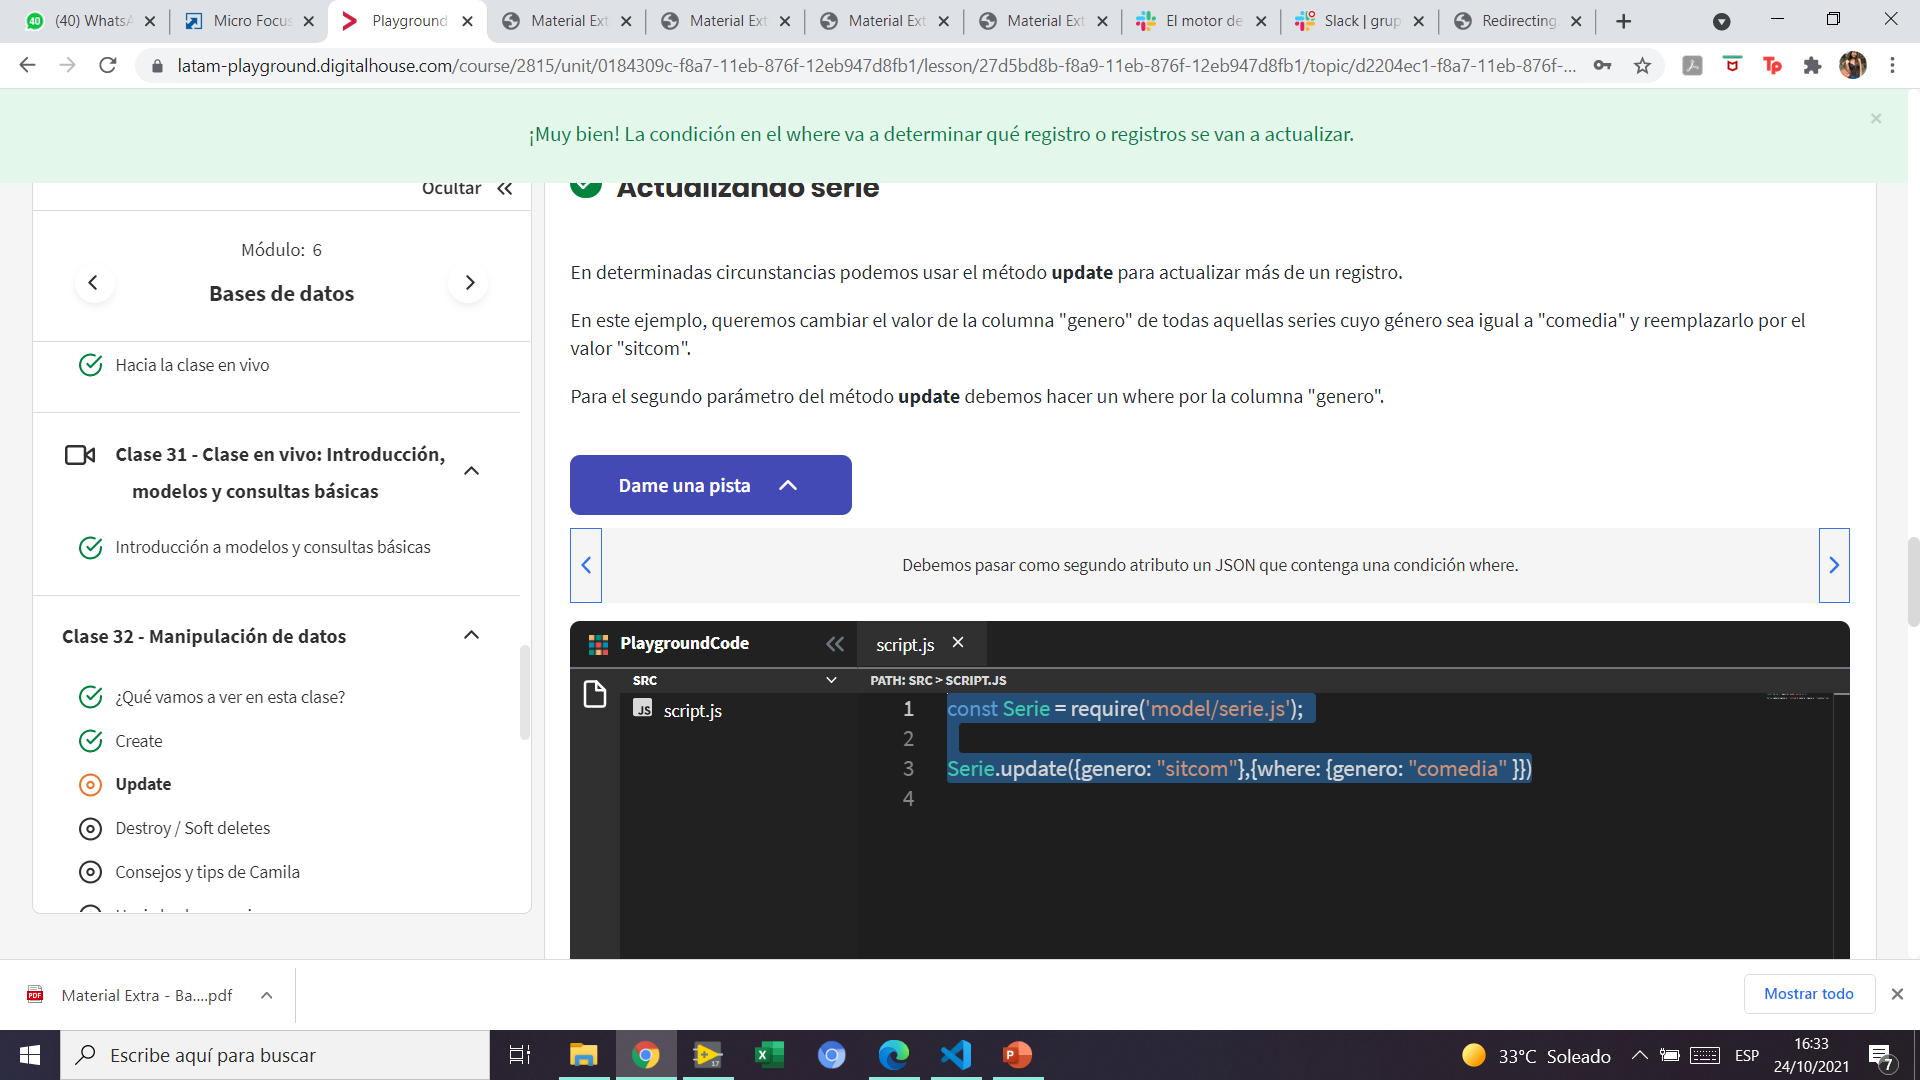 (40) WhatsA
Micro Focus
Playground
Material Ext
Material Ext
Material Ext
Material Ext
El motor de
Slack | grup
Redirecting
latam-playground.digitalhouse.com/course/2815/unit/0184309c-f8a7-11eb-876f-12eb947d8fb1/lesson/27d5bd8b-f8a9-11eb-876f-12eb947d8fb1/topic/d2204ec1-f8a7-11eb-876f-...
¡Muy bien! La condición en el where va a determinar qué registro o registros se van a actualizar.
Ocultar
Módulo: 6
Bases de datos
Hacia la clase en vivo
Clase 31 - Clase en vivo: Introducción,
modelos y consultas básicas
Introducción a modelos y consultas básicas
Clase 32 - Manipulación de datos
¿Qué vamos a ver en esta clase?
Create
Update
Destroy / Soft deletes
Consejos y tips de Camila
Actualizando serie
En determinadas circunstancias podemos usar el método update para actualizar más de un registro.
En este ejemplo, queremos cambiar el valor de la columna "genero" de todas aquellas series cuyo género sea igual a "comedia" y reemplazarlo por el
valor "sitcom".
Para el segundo parámetro del método update debemos hacer un where por la columna "genero".
Dame una pista
Debemos pasar como segundo atributo un JSON que contenga una condición where.
PlaygroundCode
script.js
SRC
PATH: SRC > SCRIPT.JS
JS script.js
1 const Serie = require('model/serie.js');
2
3 Serie.update({genero: "sitcom"},{where: {genero: "comedia" }})
4
PDF Material Extra - Ba....pdf
Mostrar todo
Escribe aquí para buscar
33°C Soleado
ESP
16:33
24/10/2021
7